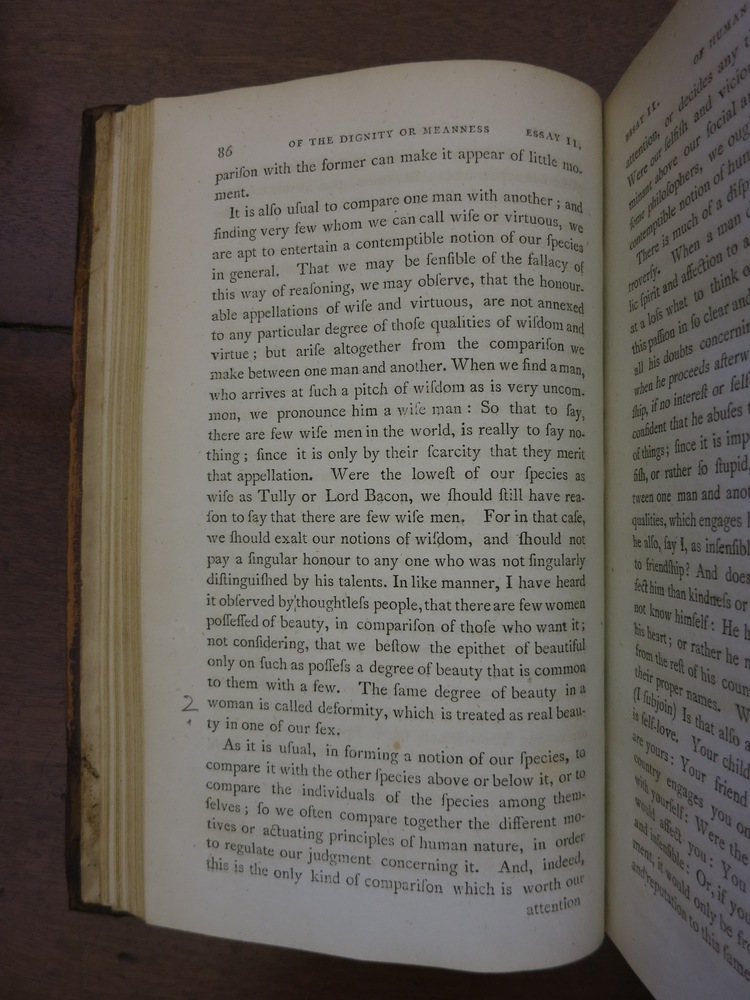 86 OF THE DIGNITY OR MEANNESS ESSAY II.
pariſon with the former can make it appear of little mo-
ment.
It is alſo uſual to compare one man with another; and
finding very few whom we can call wiſe or virtuous, we
are apt to entertain a contemptible notion of our ſpecies
in general. That we may be ſenſible of the fallacy of
this way of reaſoning, we may obſerve, that the honour-
able appellations of wiſe and virtuous, are not annexed
to any particular degree of thoſe qualities of wiſdom and
virtue; but ariſe altogether from the compariſon we
make between one man and another. When we find a man,
who arrives at ſuch a pitch of wiſdom as is very uncom-
mon, we pronounce him a wiſe man: So that to ſay,
there are few wiſe men in the world, is really to ſay no-
thing; ſince it is only by their ſcarcity that they merit
that appellation. Were the loweſt of our ſpecies as
wiſe as Tully or Lord Bacon, we ſhould ſtill have rea-
ſon to ſay that there are few wiſe men. For in that caſe,
we ſhould exalt our notions of wiſdom, and ſhould not
pay a ſingular honour to any one who was not ſingularly
diſtinguiſhed by his talents. In like manner, I have heard
it obſerved by thoughtleſs people, that there are few women
poſſeſſed of beauty, in compariſon of thoſe who want it;
not conſidering, that we beſtow the epithet of beautiful
only on ſuch as poſſeſs a degree of beauty that is common
to them with a few. The ſame degree of beauty in a
2 woman is called deformity, which is treated as real beau-
ty in one of our ſex.
As it is uſual, in forming a notion of our ſpecies, to
compare it with the other ſpecies above or below it, or to
compare the individuals of the ſpecies among them-
ſelves; ſo we often compare together the different mo-
tives or actuating principles of human nature, in order
to regulate our judgment concerning it. And, indeed,
this is the only kind of compariſon which is worth our
attention
OF HUMAN
ESSAY II.
attention, or decides any
Were our ſelfiſh and vicio
minant above our ſocial a
ſome philoſophers, we oug
contemptible notion of hum
There is much of a diſp
troverſy. When a man
lic ſpirit and affection to a
at a loſs what to think o
this paſſion in ſo clear and
all his doubts concernin
when he proceeds afterw
ſhip, if no intereſt or ſelf
confident that he abuſes
of things; ſince it is imp
fiſh, or rather ſo ſtupid,
tween one man and anot
qualities, which engages
he alſo, ſay I, as inſenſibl
to friendſhip? And does
fect him than kindneſs or
not know himſelf: He h
his heart; or rather he m
from the reſt of his coun
their proper names. W
(I ſubjoin) Is that alſo a
is ſelf-love. Your child
are yours: Your friend
country engages you on
with yourſelf: Were the
would affect you: You
and inſenſible: Or, if you
ment, it would only be fr
and reputation to this ſame